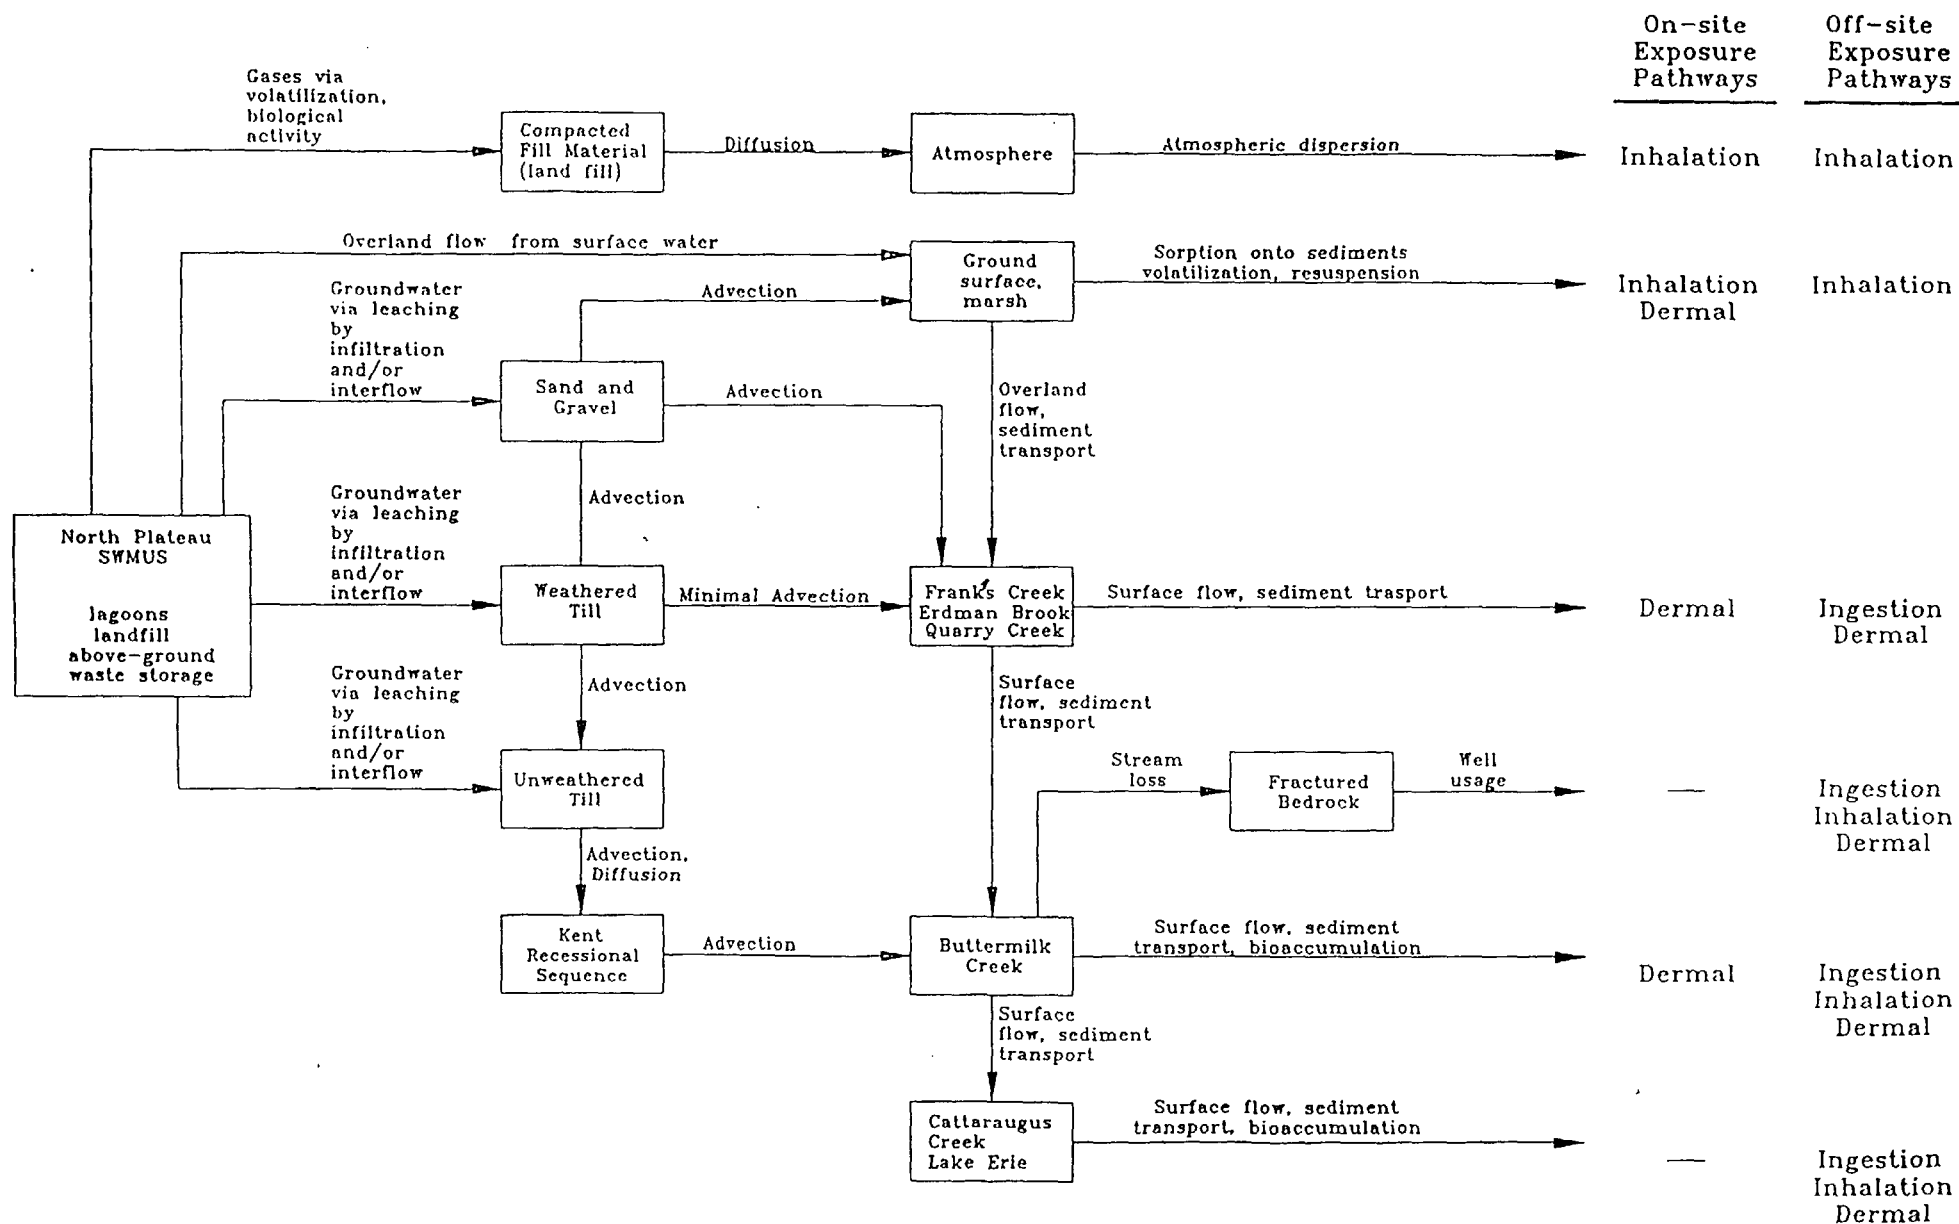 On-site
Exposure
Pathways
Off-site
Exposure
Pathways
Gases via
volatilization,
biological
activity
Compacted
Fill Material
(land fill)
Diffusion
Atmosphere
Atmospheric dispersion
Inhalation
Inhalation
Overland flow from surface water
Ground
surface,
marsh
Sorption onto sediments
volatilization, resuspension
Inhalation
Dermal
Inhalation
Groundwater
via leaching
by
infiltration
and/or
interflow
Advection
Sand and
Gravel
Advection
Overland
flow,
sediment
transport
Advection
North Plateau
SWMUS
lagoons
landfill
above-ground
waste storage
Groundwater
via leaching
by
infiltration
and/or
interflow
Weathered
Till
Minimal Advection
Frank's Creek
Erdman Brook
Quarry Creek
Surface flow, sediment trasport
Dermal
Ingestion
Dermal
Groundwater
via leaching
by
infiltration
and/or
interflow
Advection
Surface
flow, sediment
transport
Unweathered
Till
Stream
loss
Fractured
Bedrock
Well
usage
—
Ingestion
Inhalation
Dermal
Advection,
Diffusion
Kent
Recessional
Sequence
Advection
Buttermilk
Creek
Surface flow, sediment
transport, bioaccumulation
Dermal
Ingestion
Inhalation
Dermal
Surface
flow, sediment
transport
Cattaraugus
Creek
Lake Erie
Surface flow, sediment
transport, bioaccumulation
—
Ingestion
Inhalation
Dermal